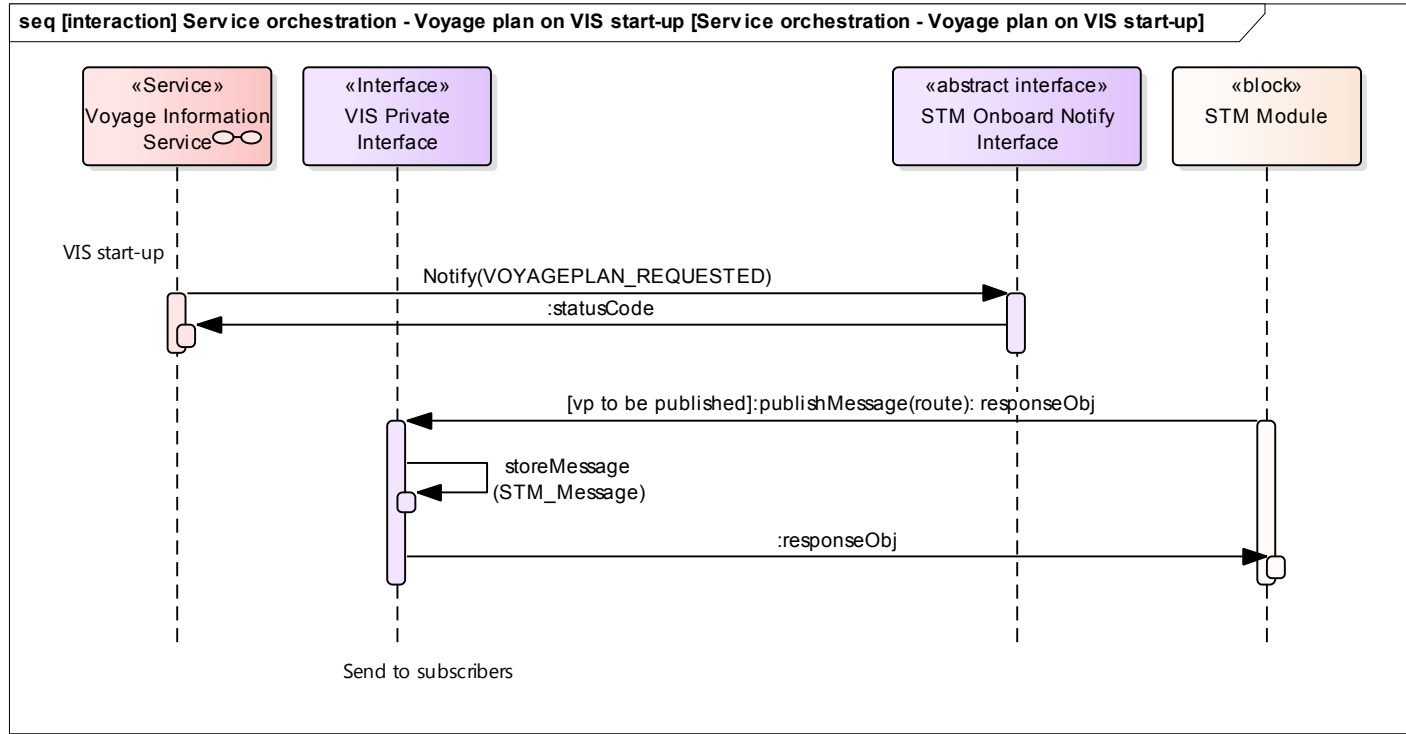 seq [interaction] Service orchestration - Voyage plan on VIS start-up [Service orchestration - Voyage plan on VIS start-up]
«Service»
Voyage Information
Service
«Interface»
VIS Private
Interface
«abstract interface»
STM Onboard Notify
Interface
«block»
STM Module
VIS start-up
Notify(VOYAGEPLAN_REQUESTED)
:statusCode
[vp to be published]:publishMessage(route): responseObj
storeMessage
(STM_Message)
:responseObj
Send to subscribers